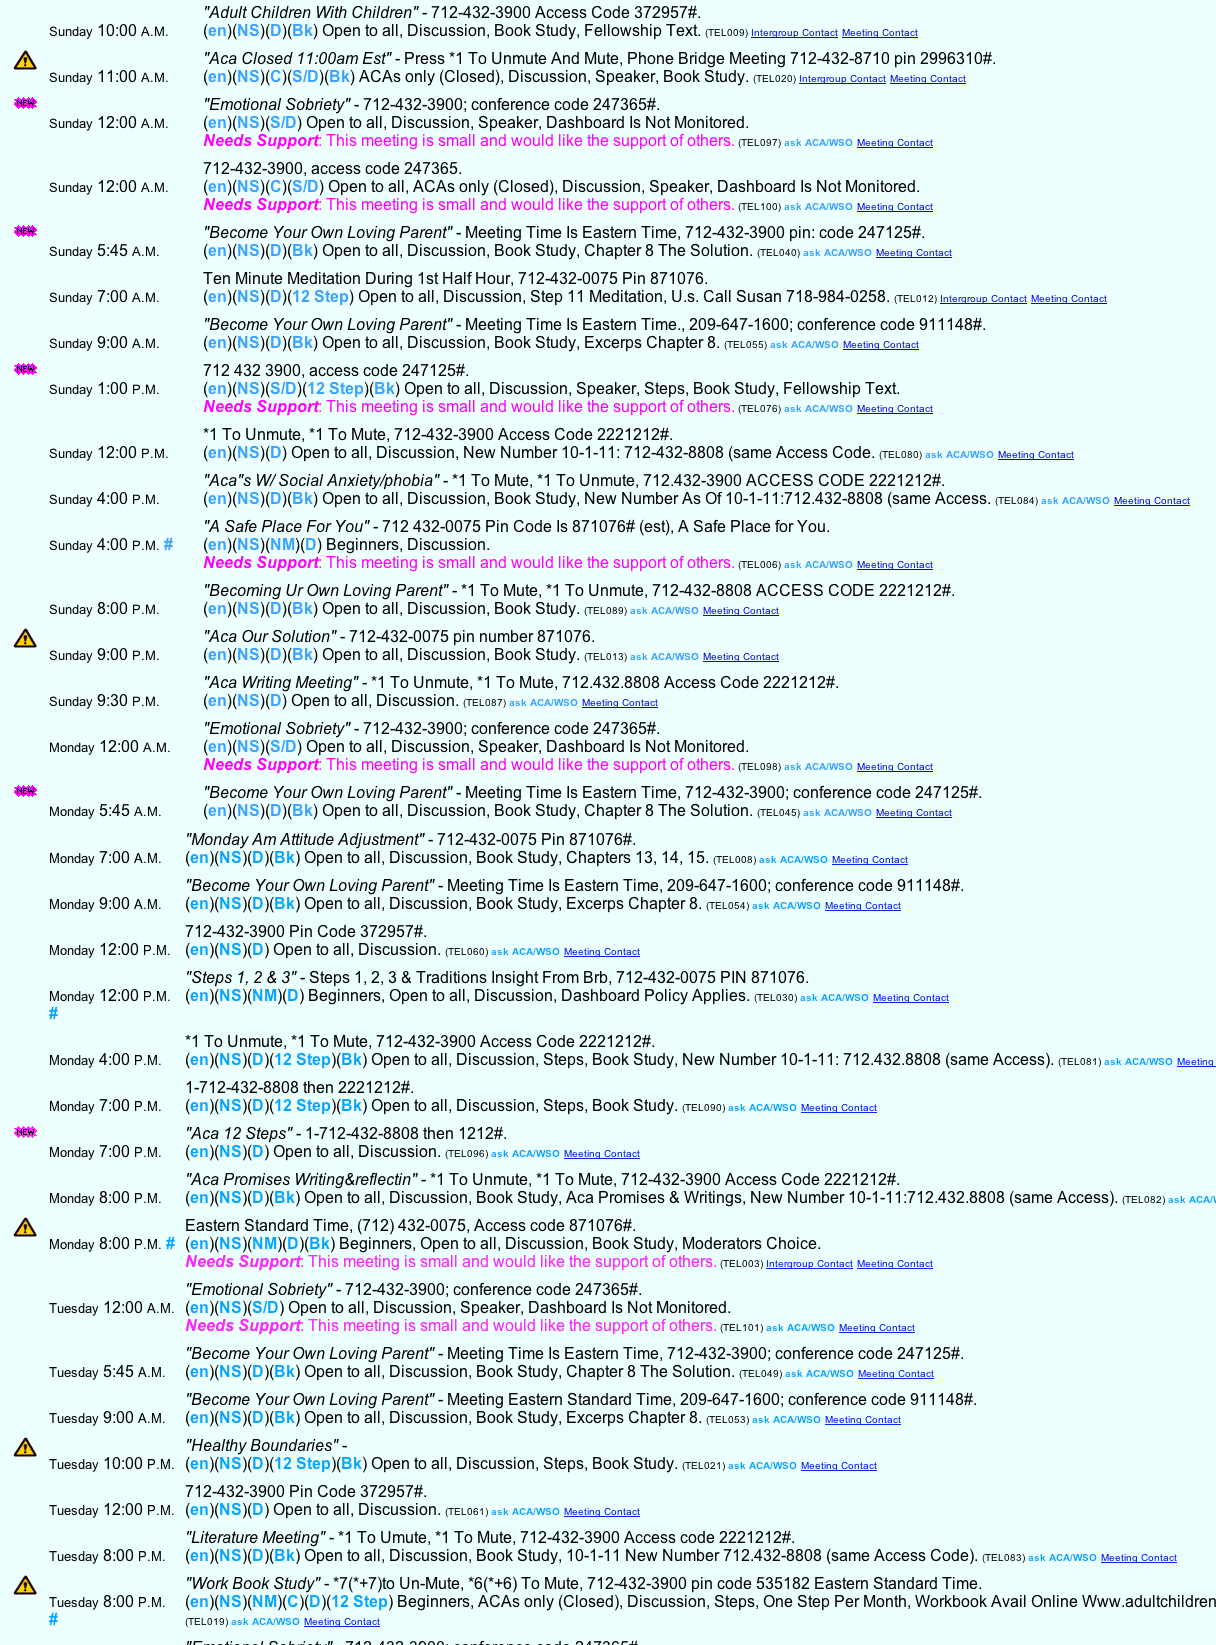 "Adult Children With Children" - 712-432-3900 Access Code 372957#.
Sunday 10:00 A.M. (en)(NS)(D)(Bk) Open to all, Discussion, Book Study, Fellowship Text. (TEL009) Intergroup Contact Meeting Contact
"Aca Closed 11:00am Est" - Press *1 To Unmute And Mute, Phone Bridge Meeting 712-432-8710 pin 2996310#.
Sunday 11:00 A.M. (en)(NS)(C)(S/D)(Bk) ACAs only (Closed), Discussion, Speaker, Book Study. (TEL020) Intergroup Contact Meeting Contact
NEW "Emotional Sobriety" - 712-432-3900; conference code 247365#.
Sunday 12:00 A.M. (en)(NS)(S/D) Open to all, Discussion, Speaker, Dashboard Is Not Monitored.
Needs Support: This meeting is small and would like the support of others. (TEL097) ask ACA/WSO Meeting Contact
712-432-3900, access code 247365.
Sunday 12:00 A.M. (en)(NS)(C)(S/D) Open to all, ACAs only (Closed), Discussion, Speaker, Dashboard Is Not Monitored.
Needs Support: This meeting is small and would like the support of others. (TEL100) ask ACA/WSO Meeting Contact
NEW "Become Your Own Loving Parent" - Meeting Time Is Eastern Time, 712-432-3900 pin: code 247125#.
Sunday 5:45 A.M. (en)(NS)(D)(Bk) Open to all, Discussion, Book Study, Chapter 8 The Solution. (TEL040) ask ACA/WSO Meeting Contact
Ten Minute Meditation During 1st Half Hour, 712-432-0075 Pin 871076.
Sunday 7:00 A.M. (en)(NS)(D)(12 Step) Open to all, Discussion, Step 11 Meditation, U.s. Call Susan 718-984-0258. (TEL012) Intergroup Contact Meeting Contact
"Become Your Own Loving Parent" - Meeting Time Is Eastern Time., 209-647-1600; conference code 911148#.
Sunday 9:00 A.M. (en)(NS)(D)(Bk) Open to all, Discussion, Book Study, Excerps Chapter 8. (TEL055) ask ACA/WSO Meeting Contact
NEW 712 432 3900, access code 247125#.
Sunday 1:00 P.M. (en)(NS)(S/D)(12 Step)(Bk) Open to all, Discussion, Speaker, Steps, Book Study, Fellowship Text.
Needs Support: This meeting is small and would like the support of others. (TEL076) ask ACA/WSO Meeting Contact
*1 To Unmute, *1 To Mute, 712-432-3900 Access Code 2221212#.
Sunday 12:00 P.M. (en)(NS)(D) Open to all, Discussion, New Number 10-1-11: 712-432-8808 (same Access Code. (TEL080) ask ACA/WSO Meeting Contact
"Aca"s W/ Social Anxiety/phobia" - *1 To Mute, *1 To Unmute, 712.432-3900 ACCESS CODE 2221212#.
Sunday 4:00 P.M. (en)(NS)(D)(Bk) Open to all, Discussion, Book Study, New Number As Of 10-1-11:712.432-8808 (same Access. (TEL084) ask ACA/WSO Meeting Contact
"A Safe Place For You" - 712 432-0075 Pin Code Is 871076# (est), A Safe Place for You.
Sunday 4:00 P.M. # (en)(NS)(NM)(D) Beginners, Discussion.
Needs Support: This meeting is small and would like the support of others. (TEL006) ask ACA/WSO Meeting Contact
"Becoming Ur Own Loving Parent" - *1 To Mute, *1 To Unmute, 712-432-8808 ACCESS CODE 2221212#.
Sunday 8:00 P.M. (en)(NS)(D)(Bk) Open to all, Discussion, Book Study. (TEL089) ask ACA/WSO Meeting Contact
"Aca Our Solution" - 712-432-0075 pin number 871076.
Sunday 9:00 P.M. (en)(NS)(D)(Bk) Open to all, Discussion, Book Study. (TEL013) ask ACA/WSO Meeting Contact
"Aca Writing Meeting" - *1 To Unmute, *1 To Mute, 712.432.8808 Access Code 2221212#.
Sunday 9:30 P.M. (en)(NS)(D) Open to all, Discussion. (TEL087) ask ACA/WSO Meeting Contact
"Emotional Sobriety" - 712-432-3900; conference code 247365#.
Monday 12:00 A.M. (en)(NS)(S/D) Open to all, Discussion, Speaker, Dashboard Is Not Monitored.
Needs Support: This meeting is small and would like the support of others. (TEL098) ask ACA/WSO Meeting Contact
NEW "Become Your Own Loving Parent" - Meeting Time Is Eastern Time, 712-432-3900; conference code 247125#.
Monday 5:45 A.M. (en)(NS)(D)(Bk) Open to all, Discussion, Book Study, Chapter 8 The Solution. (TEL045) ask ACA/WSO Meeting Contact
"Monday Am Attitude Adjustment" - 712-432-0075 Pin 871076#.
Monday 7:00 A.M. (en)(NS)(D)(Bk) Open to all, Discussion, Book Study, Chapters 13, 14, 15. (TEL008) ask ACA/WSO Meeting Contact
"Become Your Own Loving Parent" - Meeting Time Is Eastern Time, 209-647-1600; conference code 911148#.
Monday 9:00 A.M. (en)(NS)(D)(Bk) Open to all, Discussion, Book Study, Excerps Chapter 8. (TEL054) ask ACA/WSO Meeting Contact
712-432-3900 Pin Code 372957#.
Monday 12:00 P.M. (en)(NS)(D) Open to all, Discussion. (TEL060) ask ACA/WSO Meeting Contact
"Steps 1, 2 & 3" - Steps 1, 2, 3 & Traditions Insight From Brb, 712-432-0075 PIN 871076.
Monday 12:00 P.M. (en)(NS)(NM)(D) Beginners, Open to all, Discussion, Dashboard Policy Applies. (TEL030) ask ACA/WSO Meeting Contact
#
*1 To Unmute, *1 To Mute, 712-432-3900 Access Code 2221212#.
Monday 4:00 P.M. (en)(NS)(D)(12 Step)(Bk) Open to all, Discussion, Steps, Book Study, New Number 10-1-11: 712.432.8808 (same Access). (TEL081) ask ACA/WSO Meeting
1-712-432-8808 then 2221212#.
Monday 7:00 P.M. (en)(NS)(D)(12 Step)(Bk) Open to all, Discussion, Steps, Book Study. (TEL090) ask ACA/WSO Meeting Contact
NEW "Aca 12 Steps" - 1-712-432-8808 then 1212#.
Monday 7:00 P.M. (en)(NS)(D) Open to all, Discussion. (TEL096) ask ACA/WSO Meeting Contact
"Aca Promises Writing&reflectin" - *1 To Unmute, *1 To Mute, 712-432-3900 Access Code 2221212#.
Monday 8:00 P.M. (en)(NS)(D)(Bk) Open to all, Discussion, Book Study, Aca Promises & Writings, New Number 10-1-11:712.432.8808 (same Access). (TEL082) ask ACA/
Eastern Standard Time, (712) 432-0075, Access code 871076#.
Monday 8:00 P.M. # (en)(NS)(NM)(D)(Bk) Beginners, Open to all, Discussion, Book Study, Moderators Choice.
Needs Support: This meeting is small and would like the support of others. (TEL003) Intergroup Contact Meeting Contact
"Emotional Sobriety" - 712-432-3900; conference code 247365#.
Tuesday 12:00 A.M. (en)(NS)(S/D) Open to all, Discussion, Speaker, Dashboard Is Not Monitored.
Needs Support: This meeting is small and would like the support of others. (TEL101) ask ACA/WSO Meeting Contact
"Become Your Own Loving Parent" - Meeting Time Is Eastern Time, 712-432-3900; conference code 247125#.
Tuesday 5:45 A.M. (en)(NS)(D)(Bk) Open to all, Discussion, Book Study, Chapter 8 The Solution. (TEL049) ask ACA/WSO Meeting Contact
"Become Your Own Loving Parent" - Meeting Eastern Standard Time, 209-647-1600; conference code 911148#.
Tuesday 9:00 A.M. (en)(NS)(D)(Bk) Open to all, Discussion, Book Study, Excerps Chapter 8. (TEL053) ask ACA/WSO Meeting Contact
"Healthy Boundaries" -
Tuesday 10:00 P.M. (en)(NS)(D)(12 Step)(Bk) Open to all, Discussion, Steps, Book Study. (TEL021) ask ACA/WSO Meeting Contact
712-432-3900 Pin Code 372957#.
Tuesday 12:00 P.M. (en)(NS)(D) Open to all, Discussion. (TEL061) ask ACA/WSO Meeting Contact
"Literature Meeting" - *1 To Umute, *1 To Mute, 712-432-3900 Access code 2221212#.
Tuesday 8:00 P.M. (en)(NS)(D)(Bk) Open to all, Discussion, Book Study, 10-1-11 New Number 712.432-8808 (same Access Code). (TEL083) ask ACA/WSO Meeting Contact
"Work Book Study" - *7(*+7)to Un-Mute, *6(*+6) To Mute, 712-432-3900 pin code 535182 Eastern Standard Time.
Tuesday 8:00 P.M. (en)(NS)(NM)(C)(D)(12 Step) Beginners, ACAs only (Closed), Discussion, Steps, One Step Per Month, Workbook Avail Online Www.adultchildren
# (TEL019) ask ACA/WSO Meeting Contact
"Emotional Sobriety" - 712-432-3900; conference code 247365#.